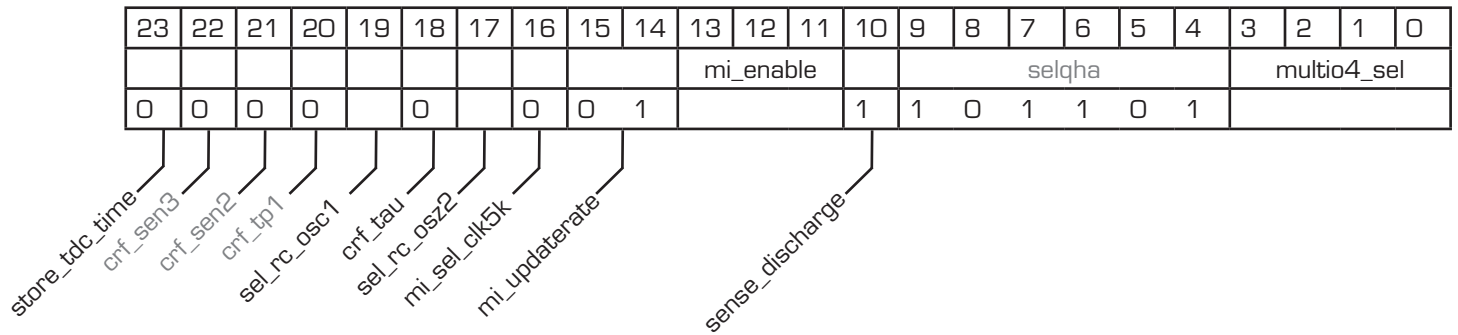 23 22 21 20 19 18 17 16 15 14 13 12 11 10 9 8 7 6 5 4 3 2 1 0
mi_enable selqha multio4_sel
0 0 0 0 0 0 0 1 1 1 0 1 1 0 1
store_tdc_time
crf_sen3
crf_sen2
crf_tp1
sel_rc_osc1
crf_tau
sel_rc_osz2
mi_sel_clk5k
mi_updaterate
sense_discharge